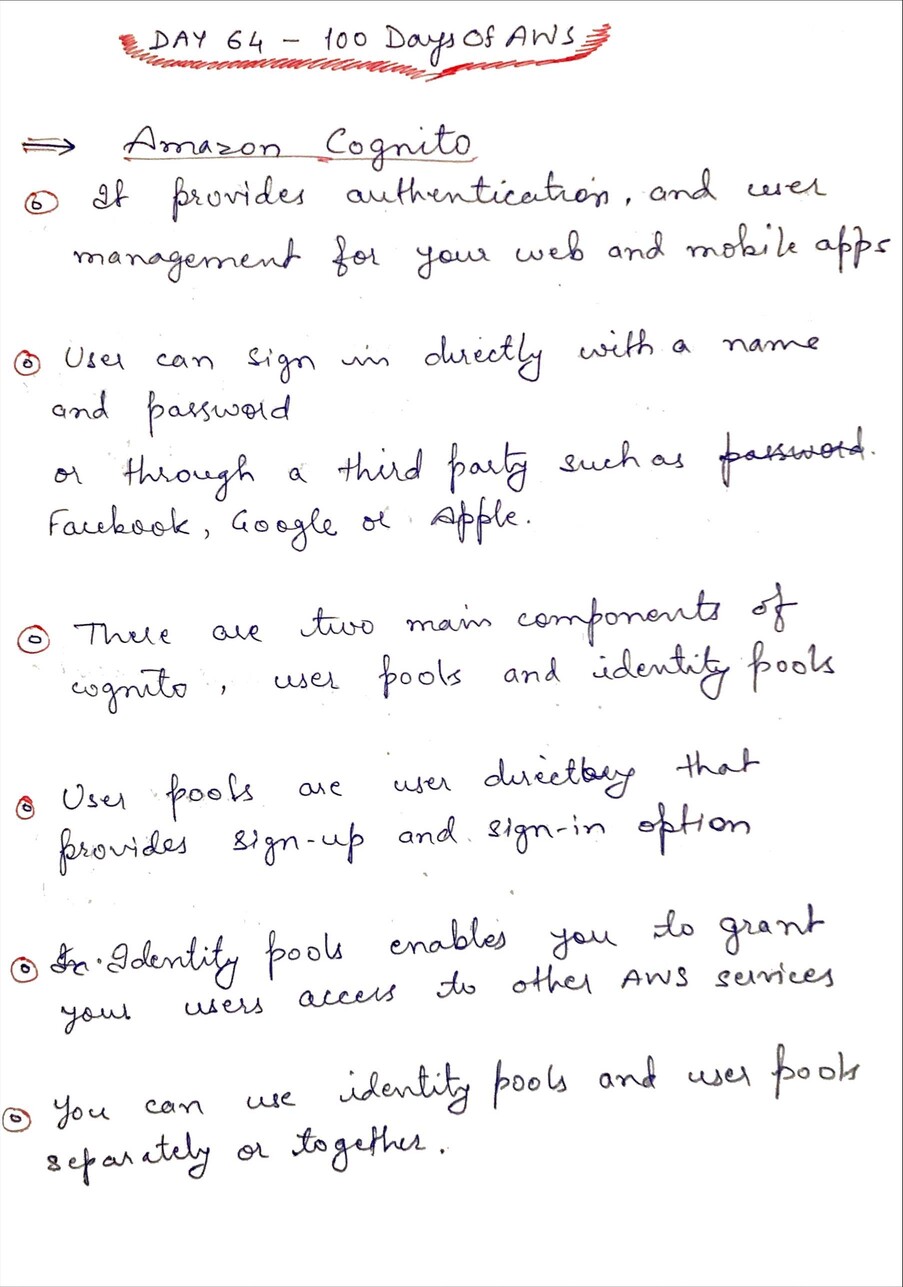 DAY 64 - 100 Days Of AWS
⇒ Amazon Cognito
It provides authentication, and user
management for your web and mobile apps
User can sign in directly with a name
and password
or through a third party such as password.
Facebook, Google or Apple.
There are two main components of
cognito, user pools and identity pools
User pools are user directory that
provides sign-up and sign-in option
In Identity pools enables you to grant
your users access to other AWS services
You can use identity pools and user pools
separately or together.